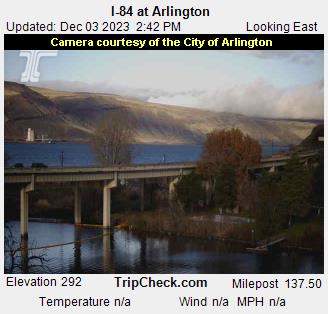 I-84 at Arlington
Updated: Dec 03 2023 2:42 PM Looking East
Camera courtesy of the City of Arlington
Elevation 292 TripCheck.com Milepost 137.50
Temperature n/a Wind n/a MPH n/a